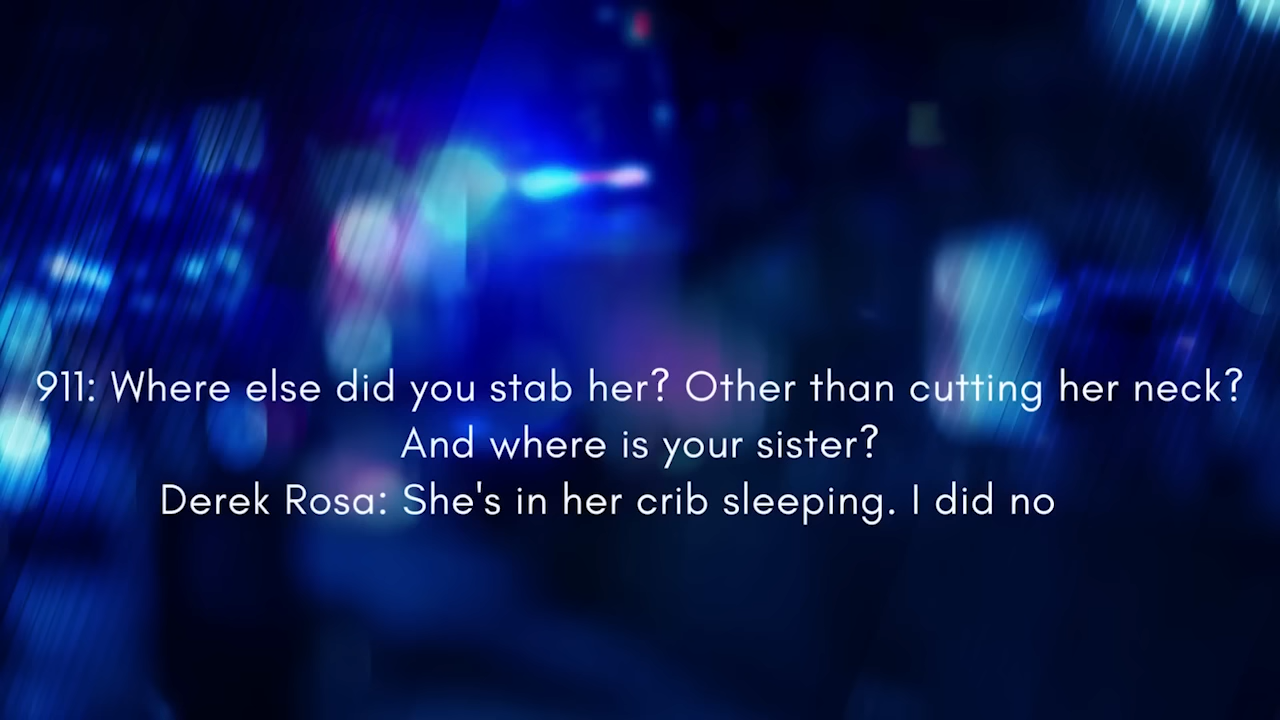 911: Where else did you stab her? Other than cutting her neck?
And where is your sister?
Derek Rosa: She's in her crib sleeping. I did no